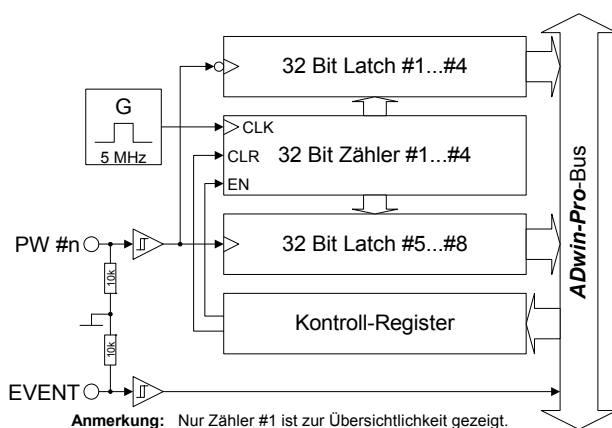 32 Bit Latch #1...#4
G
5 MHz
CLK
CLR
EN
32 Bit Zähler #1...#4
PW #n
32 Bit Latch #5...#8
10k
10k
Kontroll-Register
EVENT
ADwin-Pro-Bus
Anmerkung: Nur Zähler #1 ist zur Übersichtlichkeit gezeigt.